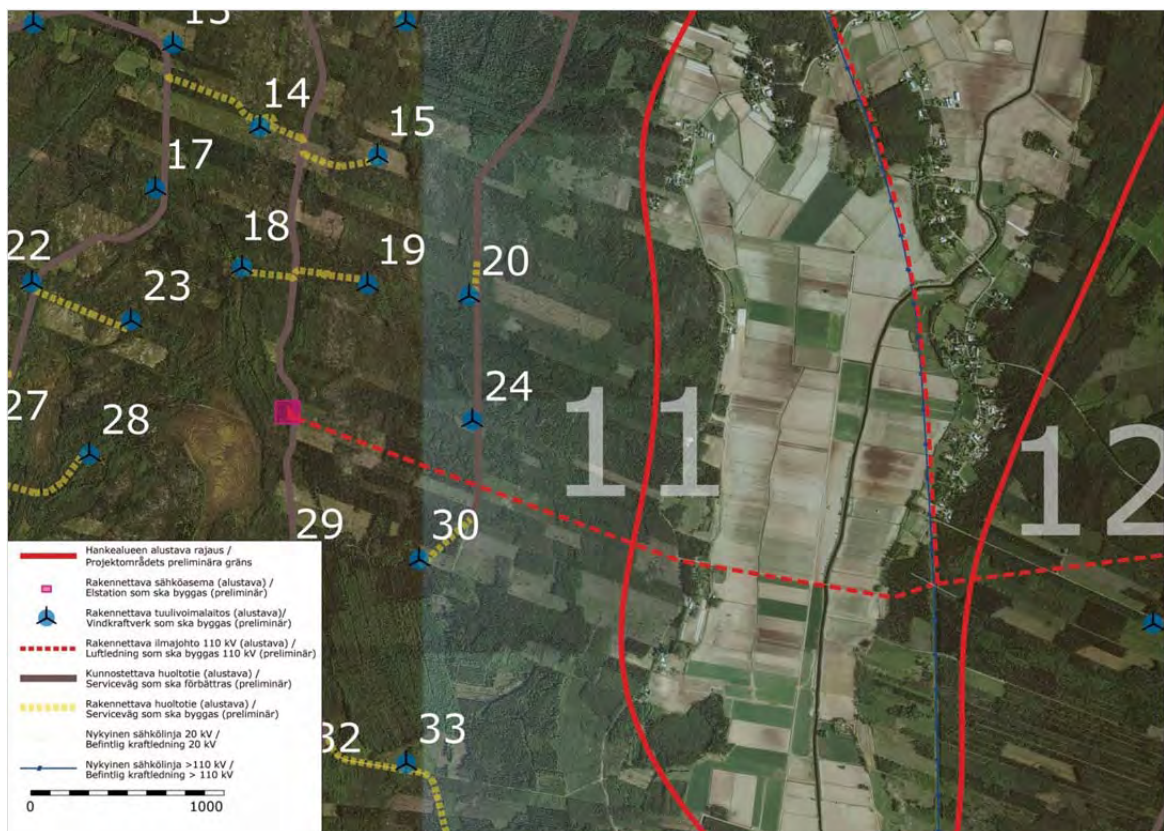 13
14
15
17
18
19
20
22
23
24
27
28
11
12
29
30
32
33
Hankealueen alustava rajaus /
Projektområdets preliminära gräns
Rakennettava sähköasema (alustava) /
Elstation som ska byggas (preliminär)
Rakennettava tuulivoimalaitos (alustava)/
Vindkraftverk som ska byggas (preliminär)
Rakennettava ilmajohto 110 kV (alustava) /
Luftledning som ska byggas 110 kV (preliminär)
Kunnostettava huoltotie (alustava) /
Serviceväg som ska förbättras (preliminär)
Rakennettava huoltotie (alustava) /
Serviceväg som ska byggas (preliminär)
Nykyinen sähkölinja 20 kV /
Befintlig kraftledning 20 kV
Nykyinen sähkölinja >110 kV /
Befintlig kraftledning > 110 kV
0 1000